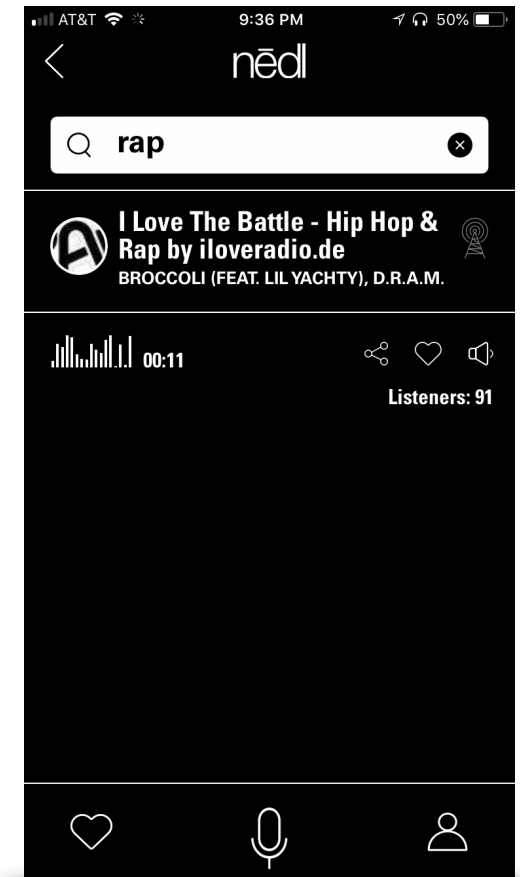 AT&T 9:36 PM 50%
nēdl
rap
I Love The Battle - Hip Hop &
Rap by iloveradio.de
BROCCOLI (FEAT. LIL YACHTY), D.R.A.M.
00:11
Listeners: 91